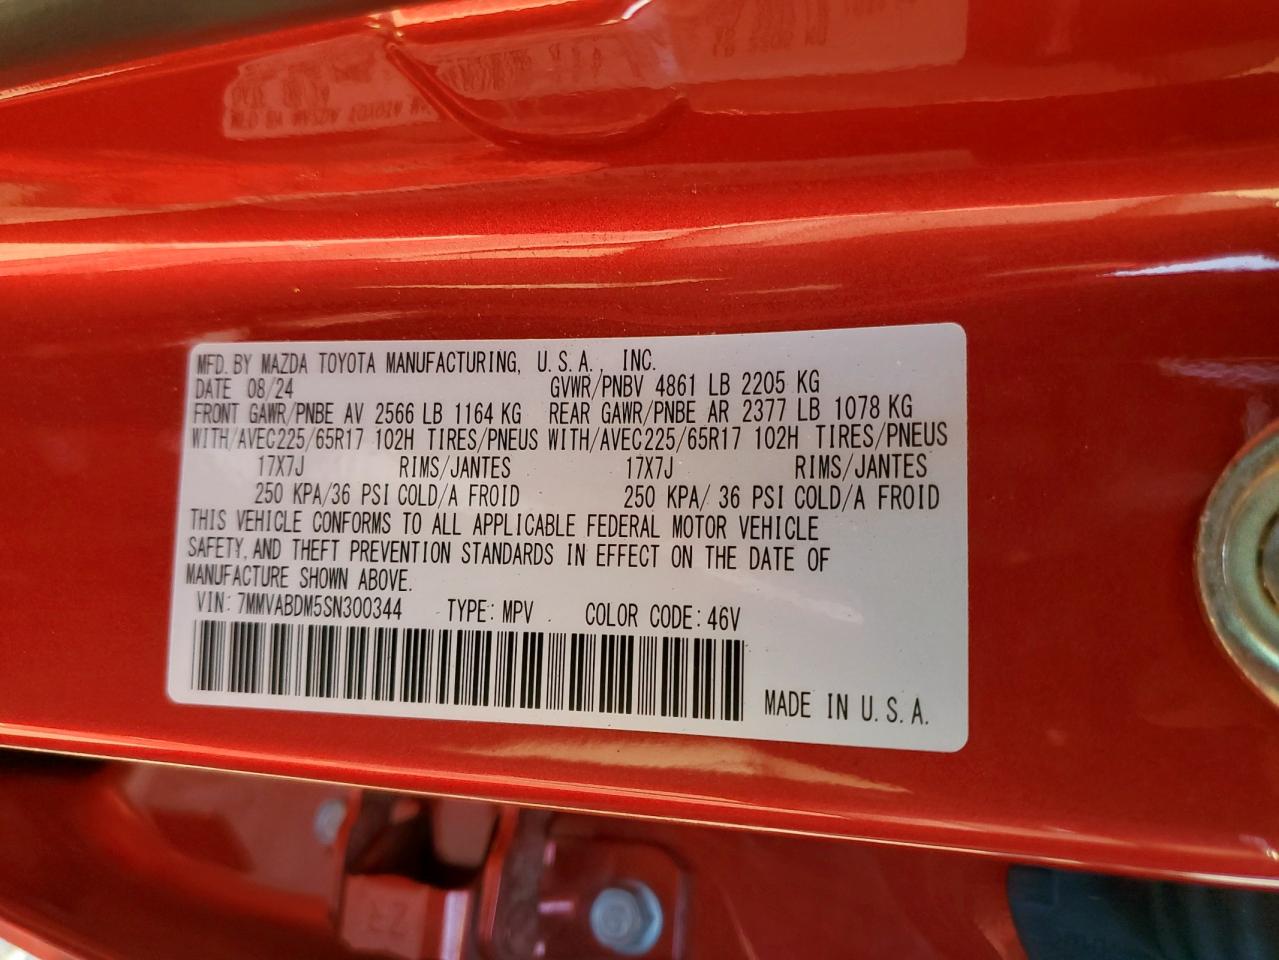 MFD. BY MAZDA TOYOTA MANUFACTURING, U.S.A., INC.
DATE 08/24 GVWR/PNBV 4861 LB 2205 KG
FRONT GAWR/PNBE AV 2566 LB 1164 KG REAR GAWR/PNBE AR 2377 LB 1078 KG
WITH/AVEC225/65R17 102H TIRES/PNEUS WITH/AVEC225/65R17 102H TIRES/PNEUS
17X7J RIMS/JANTES 17X7J RIMS/JANTES
250 KPA/36 PSI COLD/A FROID 250 KPA/ 36 PSI COLD/A FROID
THIS VEHICLE CONFORMS TO ALL APPLICABLE FEDERAL MOTOR VEHICLE
SAFETY, AND THEFT PREVENTION STANDARDS IN EFFECT ON THE DATE OF
MANUFACTURE SHOWN ABOVE.
VIN: 7MMVABDM5SN300344 TYPE: MPV COLOR CODE: 46V
MADE IN U.S.A.